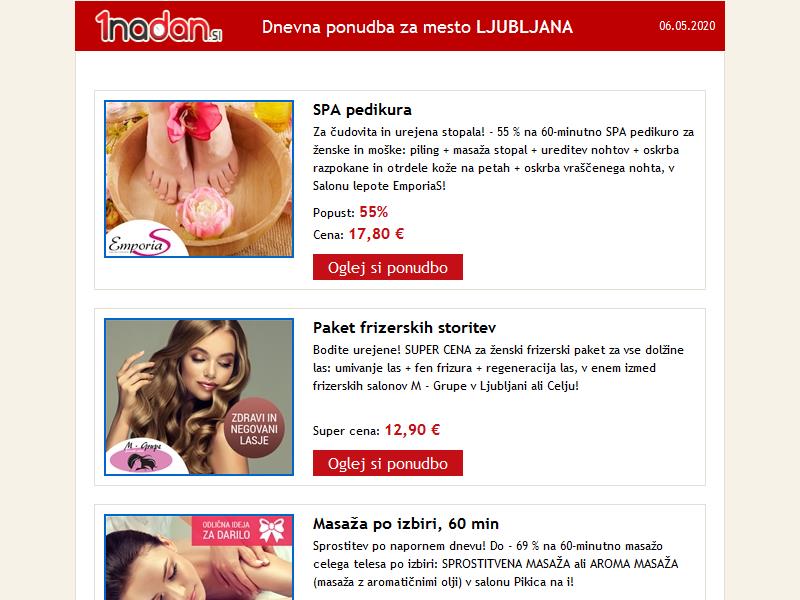 1nadan.si
Dnevna ponudba za mesto LJUBLJANA
06.05.2020
SPA pedikura
Za čudovita in urejena stopala! - 55 % na 60-minutno SPA pedikuro za
ženske in moške: piling + masaža stopal + ureditev nohtov + oskrba
razpokane in otrdele kože na petah + oskrba vraščenega nohta, v
Salonu lepote EmporiaS!
Popust: 55%
Cena: 17,80 €
Oglej si ponudbo
EmporiaS
Paket frizerskih storitev
Bodite urejene! SUPER CENA za ženski frizerski paket za vse dolžine
las: umivanje las + fen frizura + regeneracija las, v enem izmed
frizerskih salonov M - Grupe v Ljubljani ali Celju!
Super cena: 12,90 €
Oglej si ponudbo
ZDRAVI IN
NEGOVANI
LASJE
M - Grupe
Masaža po izbiri, 60 min
Sprostitev po napornem dnevu! Do - 69 % na 60-minutno masažo
celega telesa po izbiri: SPROSTITVENA MASAŽA ali AROMA MASAŽA
(masaža z aromatičnimi olji) v salonu Pikica na i!
ODLIČNA IDEJA
ZA DARILO